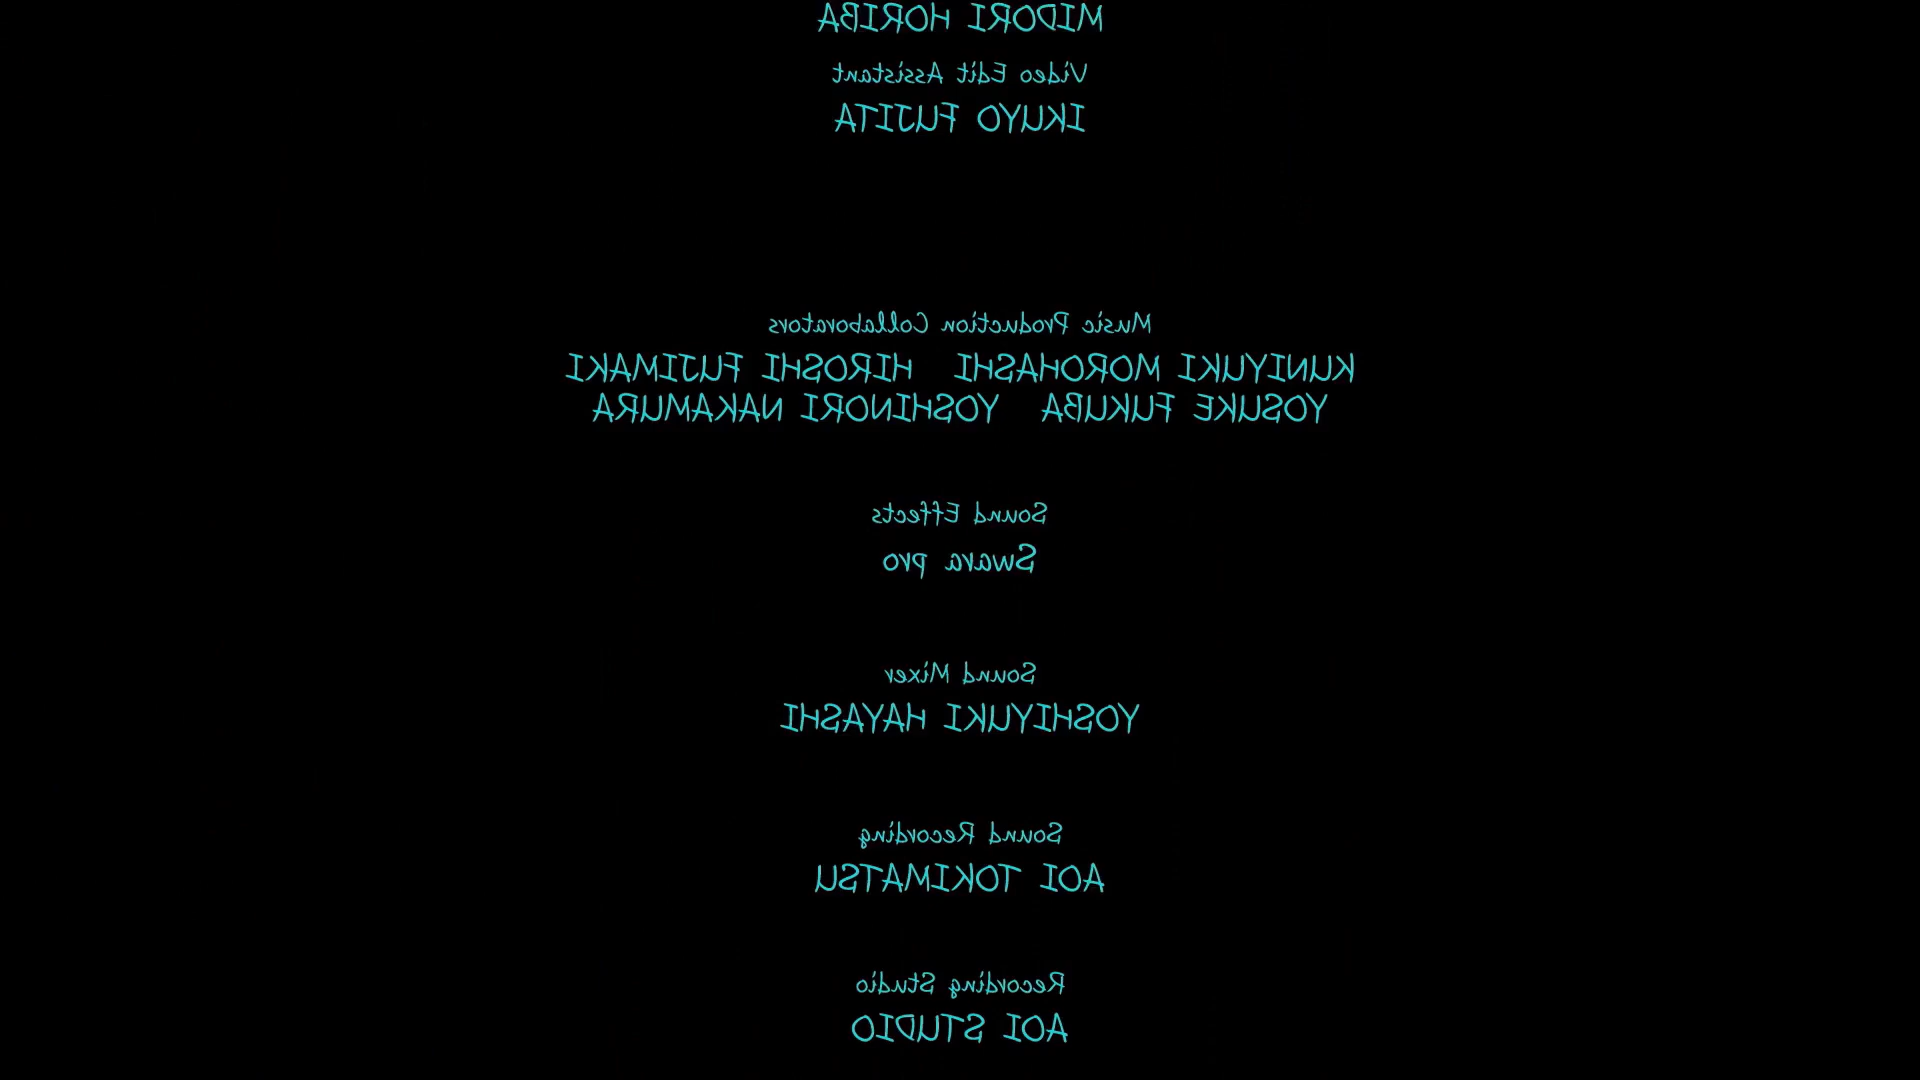 MIDORI HORIBA
Video Edit Assistant
IKUYO FUJITA
Music Production Collaborators
KUNIYUKI MOROHASHI HIROSHI FUJIMAKI
YOSUKE FUKUBA YOSHINORI NAKAMURA
Sound Effects
Swara pro
Sound Mixer
YOSHIYUKI HAYASHI
Sound Recording
AOI TOKIMATSU
Recording Studio
AOI STUDIO